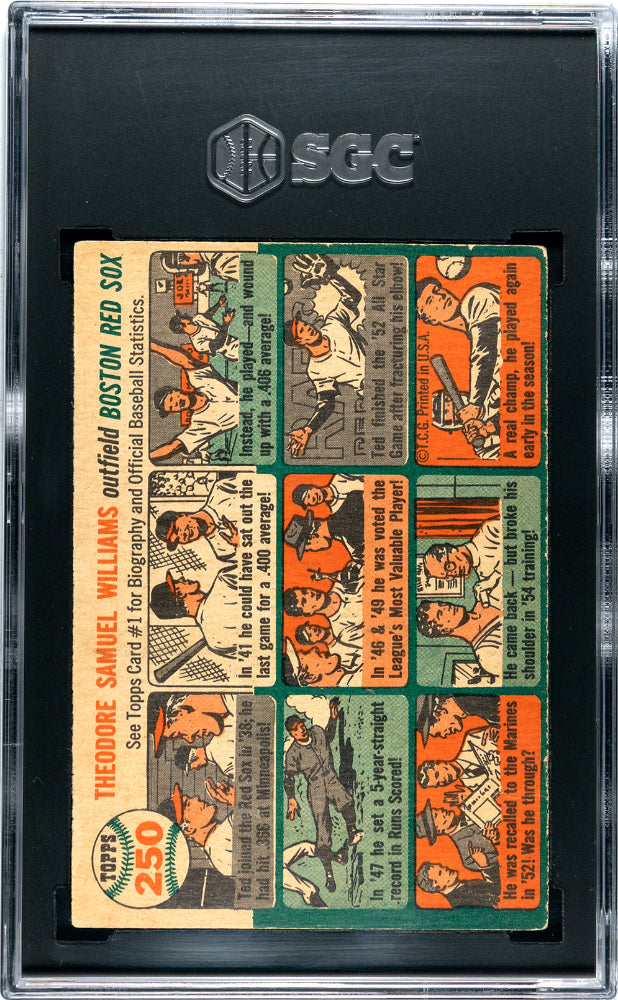 SGC
TOPPS
250
THEODORE SAMUEL WILLIAMS outfield BOSTON RED SOX
See Topps Card #1 for Biography and Official Baseball Statistics.
Ted joined the Red Sox in '38; he
had hit .366 at Minneapolis!
In '41 he could have sat out the
last game for a .400 average!
Instead, he played—and wound
up with a .406 average!
In '47 he set a 5-year-straight
record in Runs Scored!
In '46 & '49 he was voted the
League's Most Valuable Player!
Ted finished the '52 All Star
Game after fracturing his elbow!
He was recalled to the Marines
in '52! Was he through?
He came back — but broke his
shoulder in '54 training!
© T.C.G. Printed in U.S.A
A real champ, he played again
early in the season!